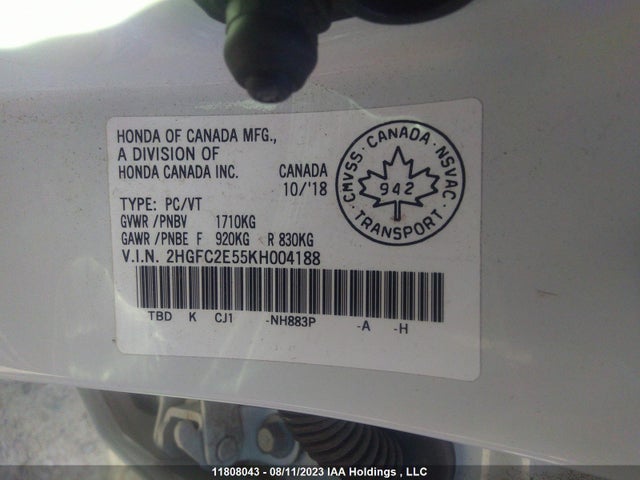 HONDA OF CANADA MFG.,
A DIVISION OF
HONDA CANADA INC. CANADA
10/'18
TYPE: PC/VT
GVWR /PNBV 1710KG
GAWR /PNBE F 920KG R 830KG
V.I.N. 2HGFC2E55KH004188
TBD K CJ1 -NH883P -A -H
CMVSS · CANADA · NSVAC
942
TRANSPORT
11808043 - 08/11/2023 IAA Holdings , LLC